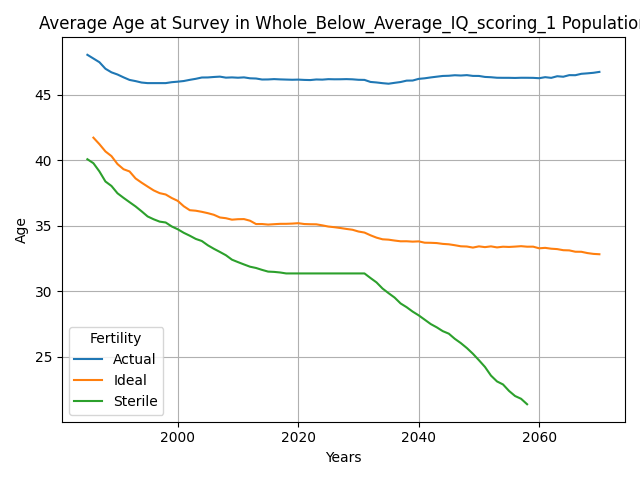 Average Age at Survey in Whole_Below_Average_IQ_scoring_1 Population
45
40
35
30
25
Age
2000
2020
2040
2060
Years
Fertility
Actual
Ideal
Sterile